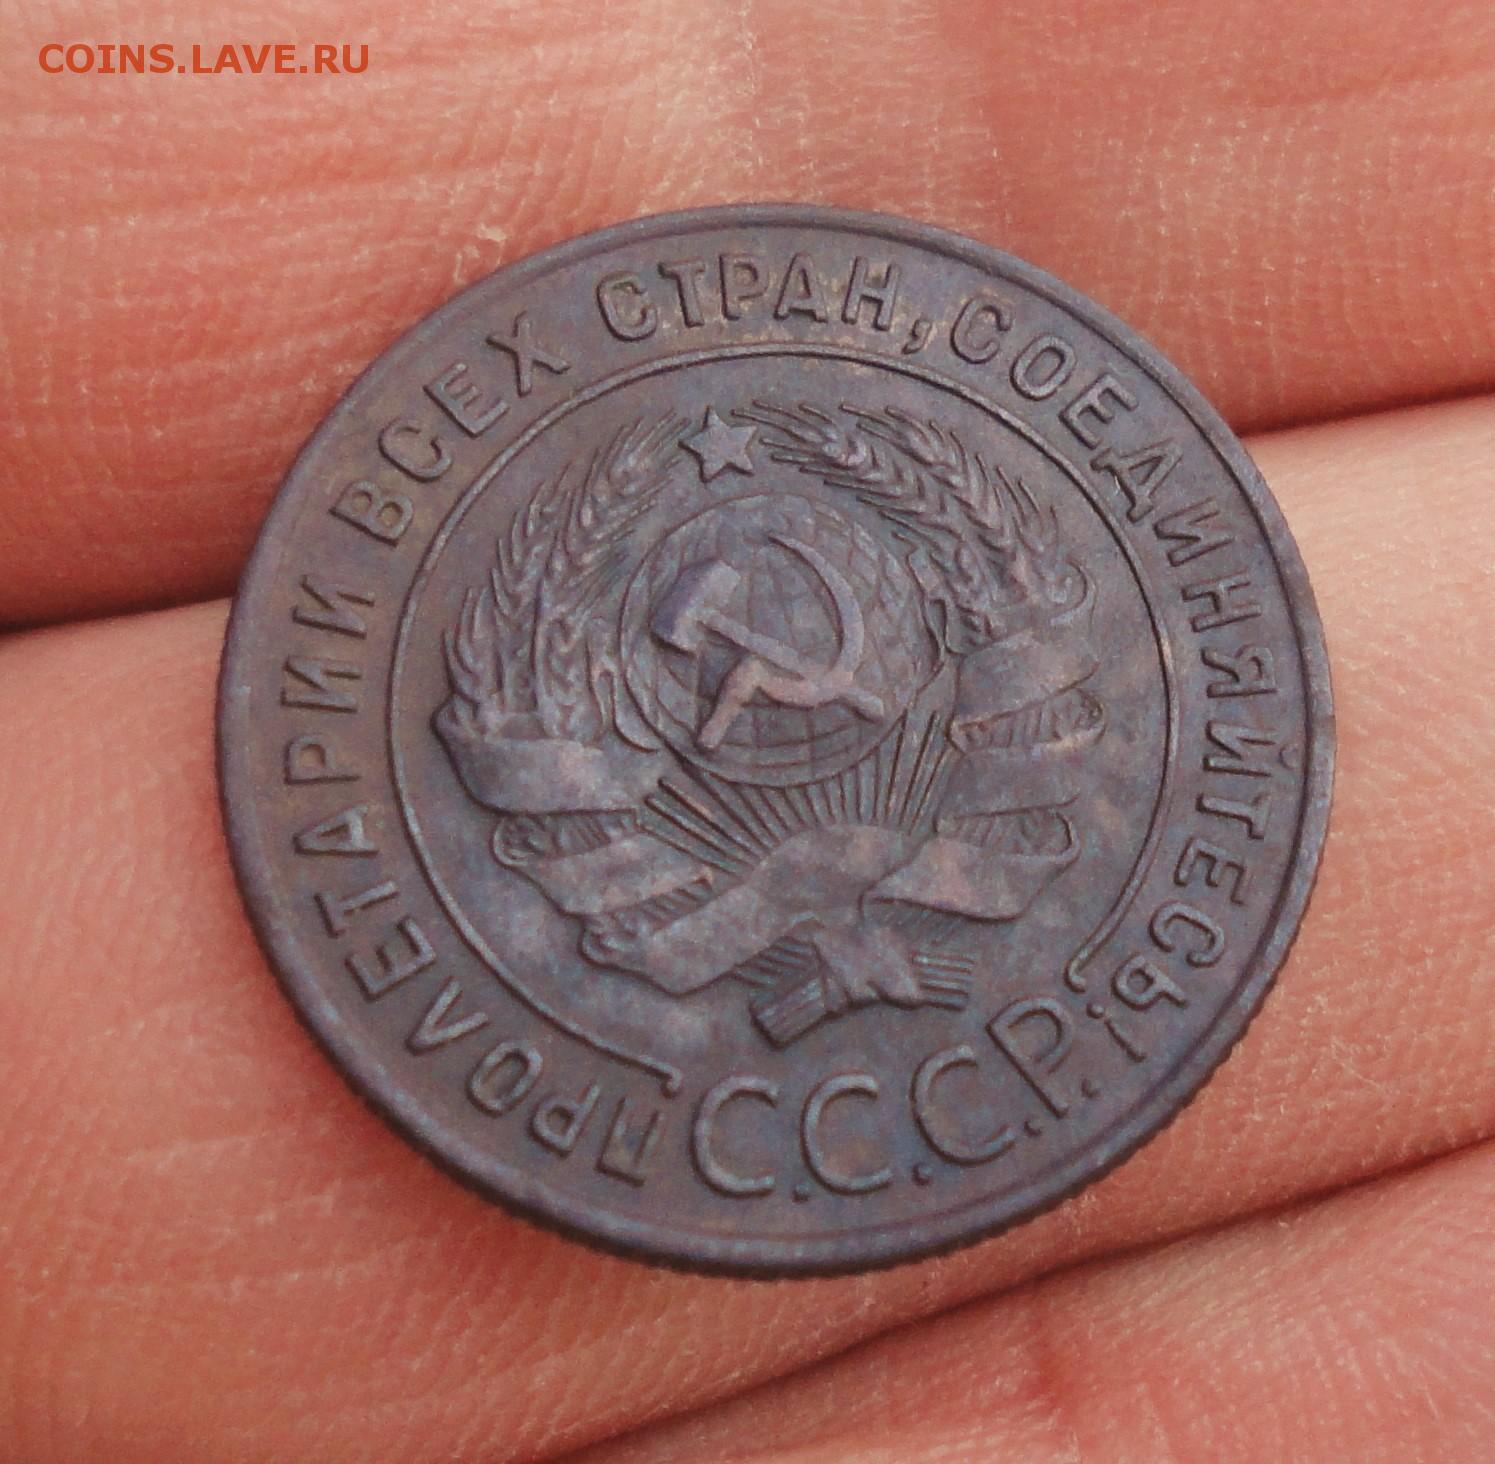 COINS.LAVE.RU
ПРОЛЕТАРИИ ВСЕХ СТРАН, СОЕДИНЯЙТЕСЬ!
С.С.С.Р.